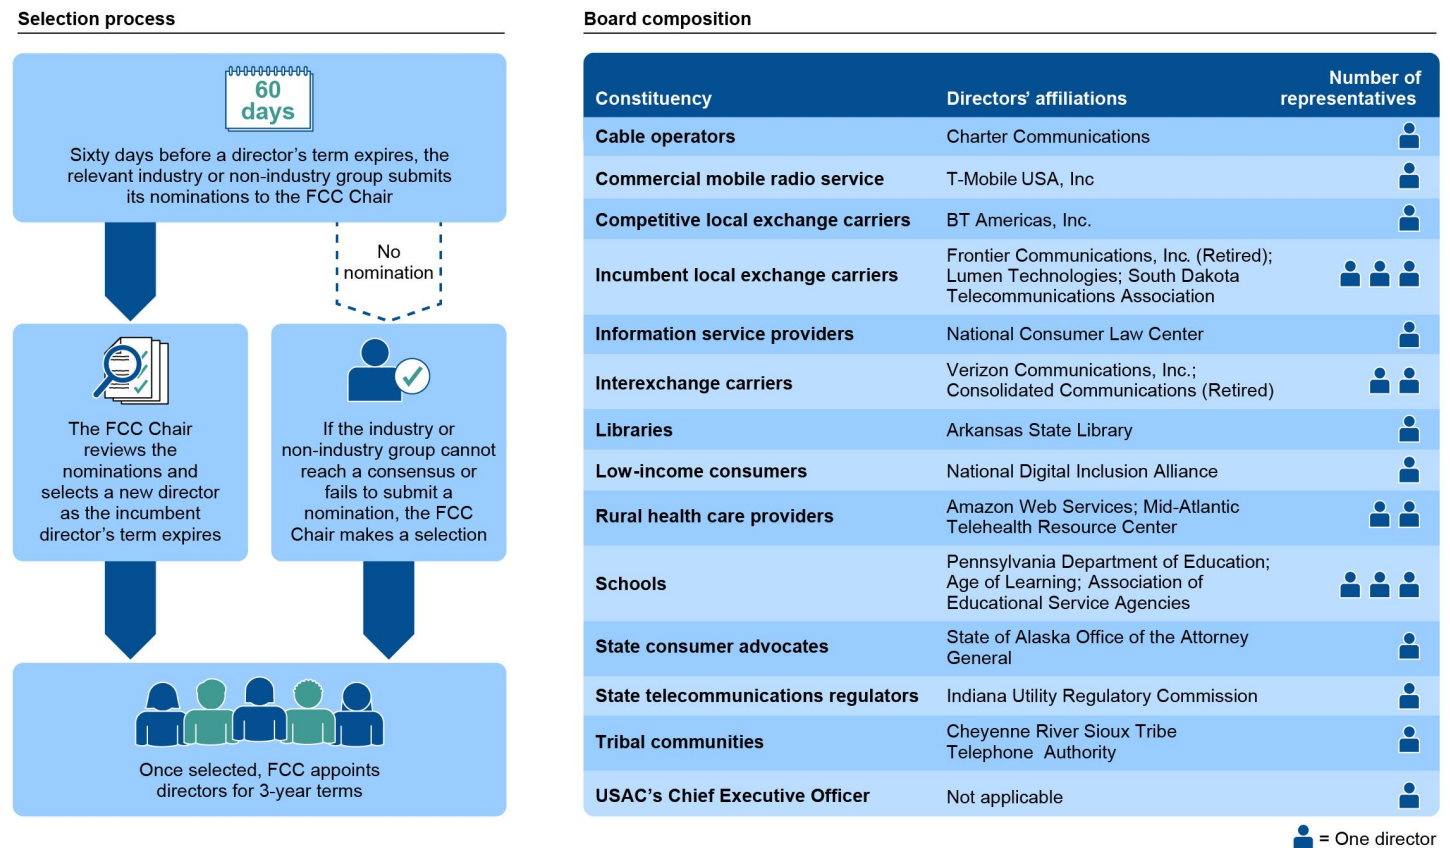 Selection process
60
days
Sixty days before a director’s term expires, the
relevant industry or non-industry group submits
its nominations to the FCC Chair
No
nomination
The FCC Chair
reviews the
nominations and
selects a new director
as the incumbent
director’s term expires
If the industry or
non-industry group cannot
reach a consensus or
fails to submit a
nomination, the FCC
Chair makes a selection
Once selected, FCC appoints
directors for 3-year terms
Board composition
Constituency Directors’ affiliations Number of
representatives
Cable operators Charter Communications
Commercial mobile radio service T-Mobile USA, Inc
Competitive local exchange carriers BT Americas, Inc.
Incumbent local exchange carriers Frontier Communications, Inc. (Retired);
Lumen Technologies; South Dakota
Telecommunications Association
Information service providers National Consumer Law Center
Interexchange carriers Verizon Communications, Inc.;
Consolidated Communications (Retired)
Libraries Arkansas State Library
Low-income consumers National Digital Inclusion Alliance
Rural health care providers Amazon Web Services; Mid-Atlantic
Telehealth Resource Center
Schools Pennsylvania Department of Education;
Age of Learning; Association of
Educational Service Agencies
State consumer advocates State of Alaska Office of the Attorney
General
State telecommunications regulators Indiana Utility Regulatory Commission
Tribal communities Cheyenne River Sioux Tribe
Telephone Authority
USAC’s Chief Executive Officer Not applicable
= One director